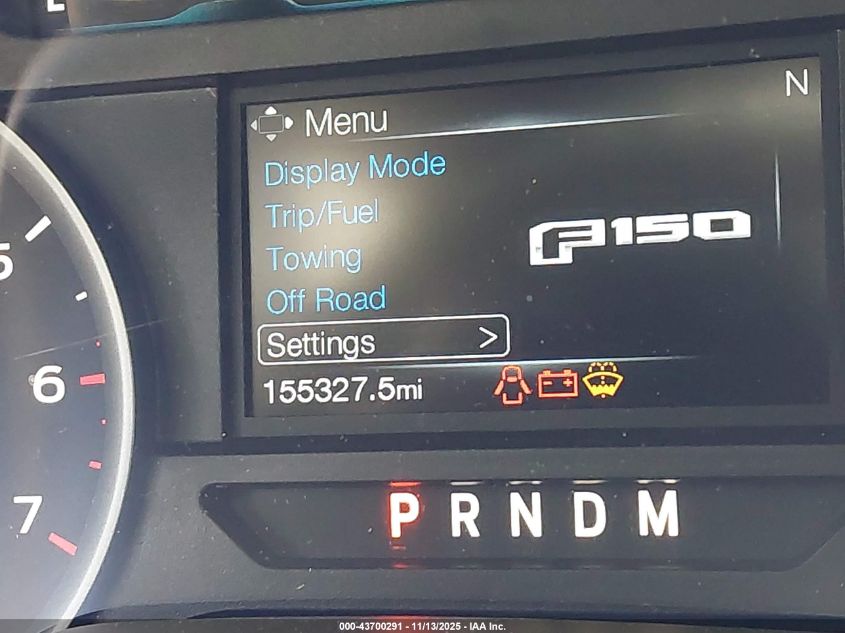 E
N
Menu
Display Mode
Trip/Fuel
F150
Towing
Off Road
Settings >
155327.5mi
5
6
7
P R N D M
000-43700291 - 11/13/2025 - IAA Inc.